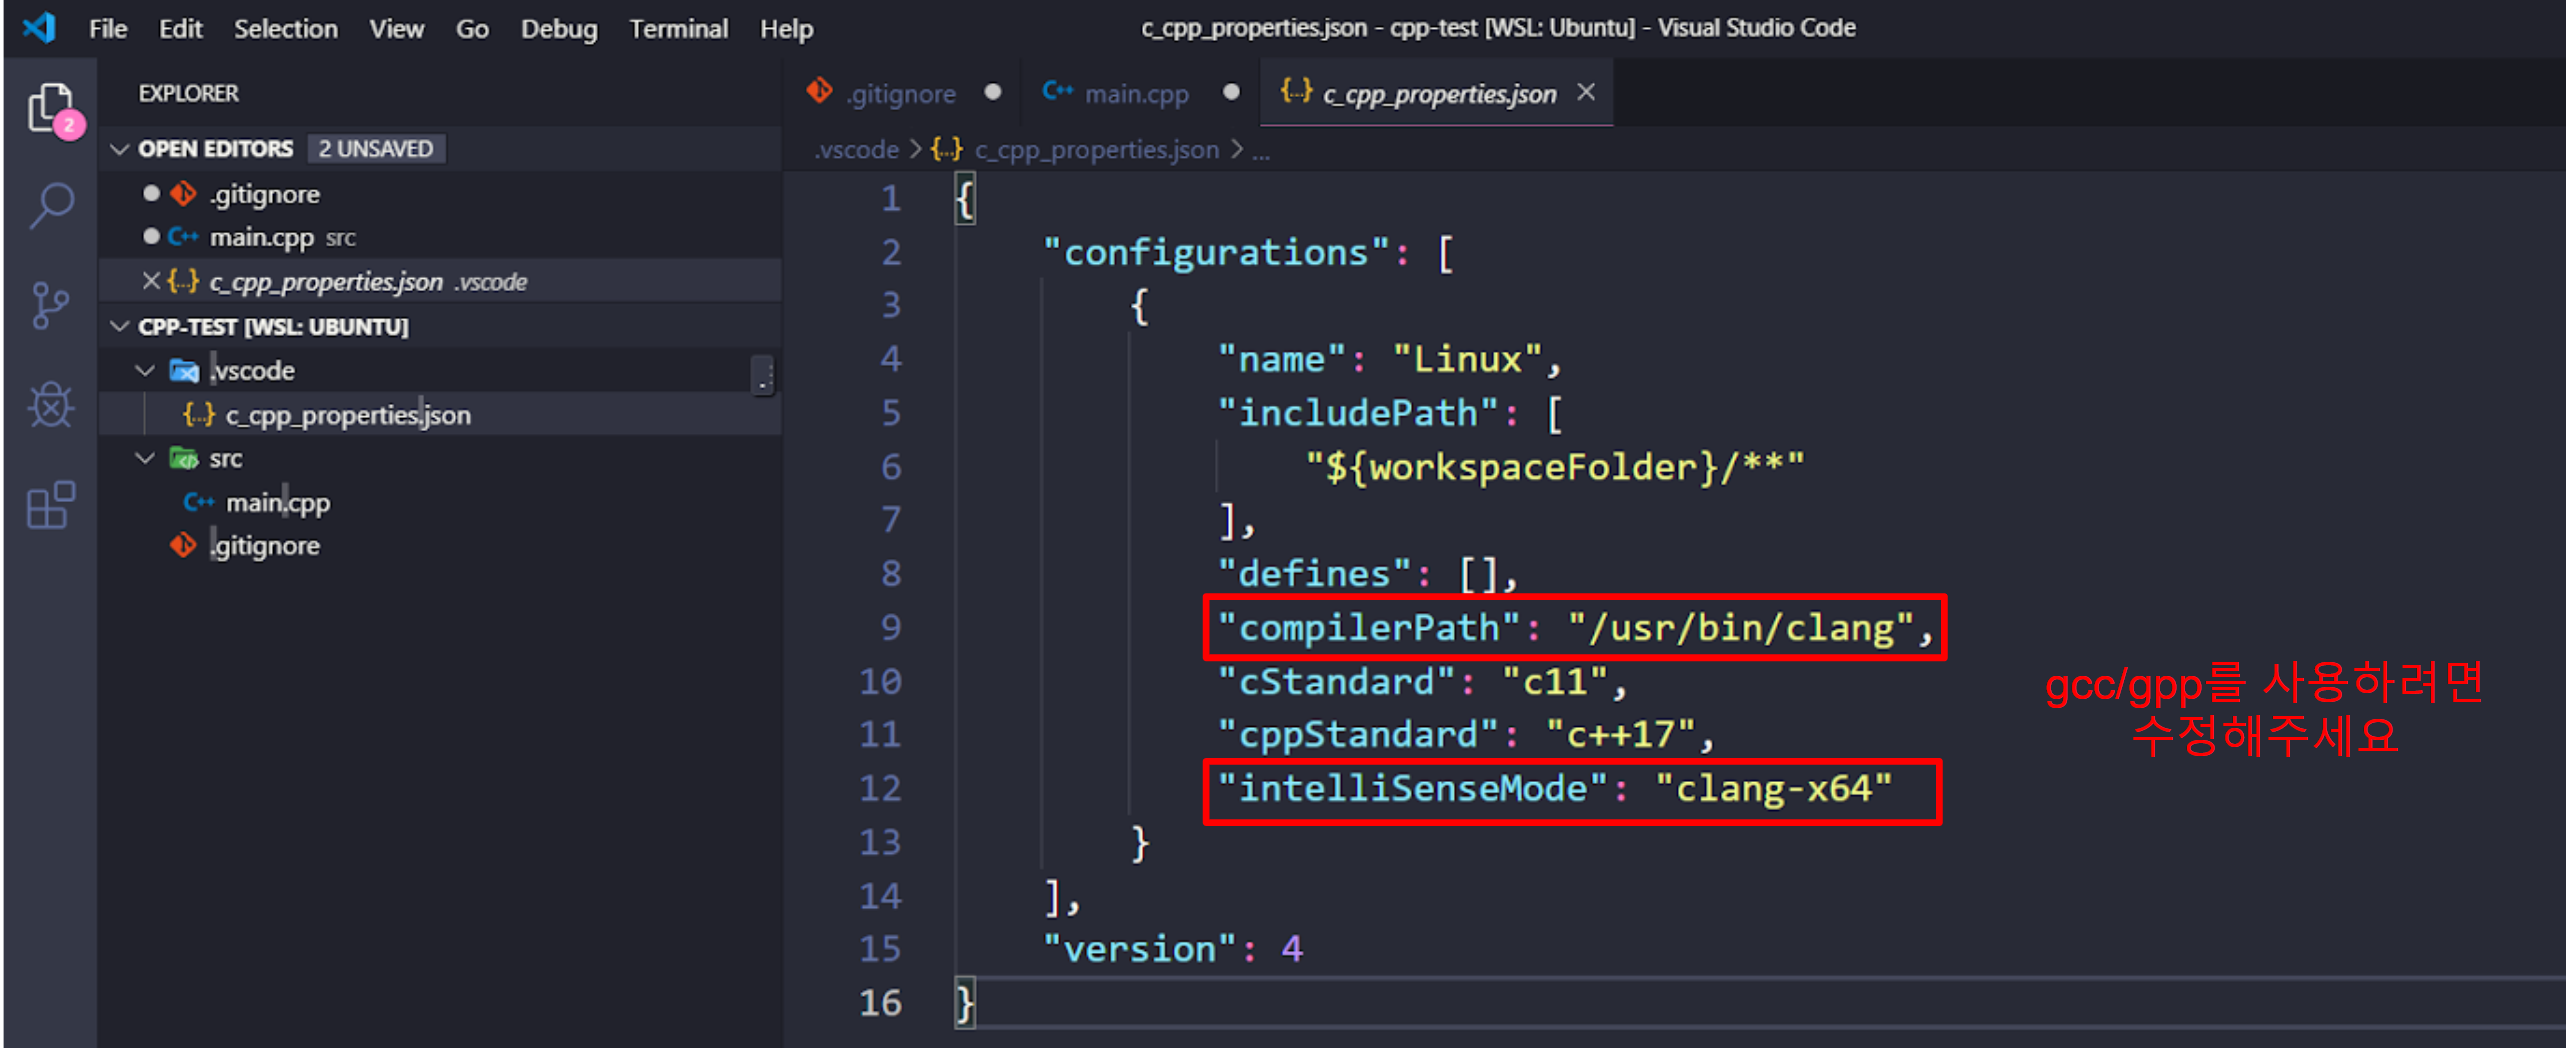 File Edit Selection View Go Debug Terminal Help
c_cpp_properties.json - cpp-test [WSL: Ubuntu] - Visual Studio Code
2
EXPLORER
OPEN EDITORS 2 UNSAVED
.gitignore
main.cpp src
c_cpp_properties.json .vscode
CPP-TEST [WSL: UBUNTU]
.vscode
c_cpp_properties.json
src
main.cpp
.gitignore
.gitignore main.cpp c_cpp_properties.json
.vscode > {..} c_cpp_properties.json > ...
1 {
2 "configurations": [
3 {
4 "name": "Linux",
5 "includePath": [
6 "${workspaceFolder}/**"
7 ],
8 "defines": [],
9 "compilerPath": "/usr/bin/clang",
10 "cStandard": "c11",
11 "cppStandard": "c++17",
12 "intelliSenseMode": "clang-x64"
13 }
14 ],
15 "version": 4
16 }
gcc/gpp를 사용하려면
수정해주세요